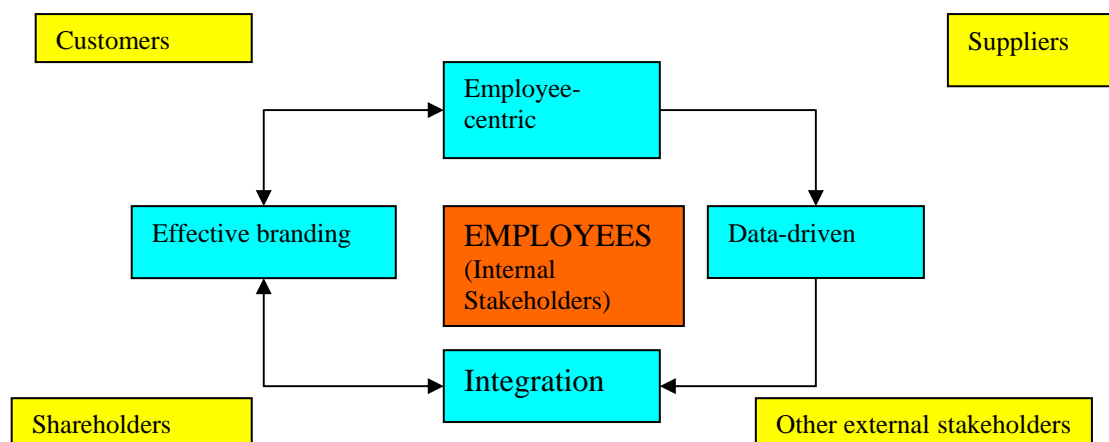 Customers
Suppliers
Employee-
centric
Effective branding
EMPLOYEES
(Internal
Stakeholders)
Data-driven
Integration
Shareholders
Other external stakeholders